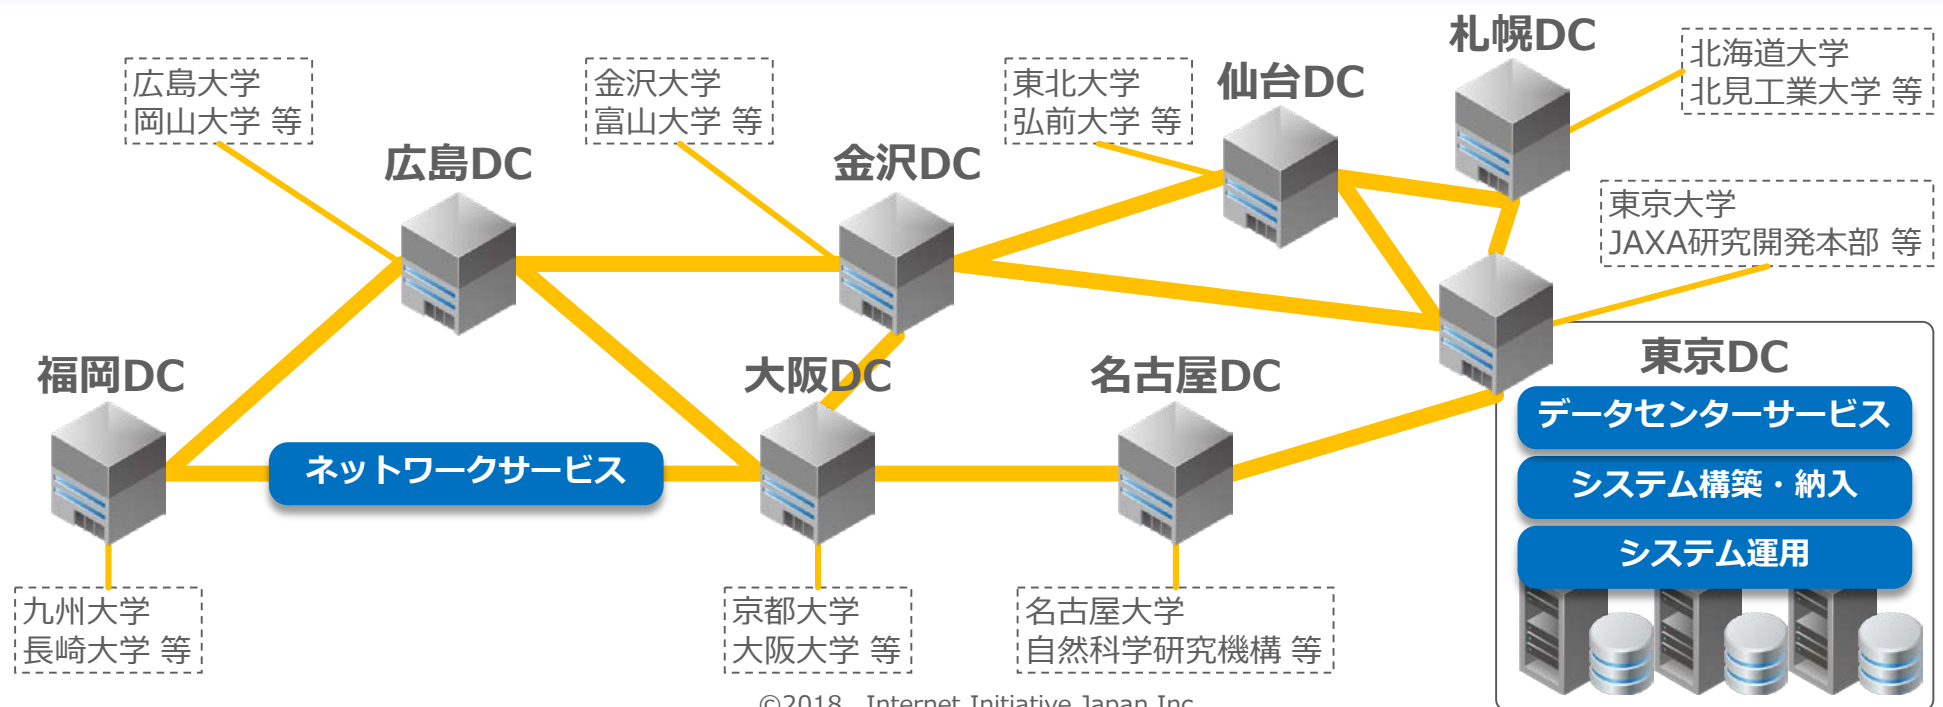 札幌DC
北海道大学
北見工業大学 等
仙台DC
東北大学
弘前大学 等
金沢大学
富山大学 等
広島大学
岡山大学 等
広島DC
金沢DC
東京大学
JAXA研究開発本部 等
福岡DC
大阪DC
名古屋DC
東京DC
データセンターサービス
システム構築・納入
システム運用
ネットワークサービス
九州大学
長崎大学 等
京都大学
大阪大学 等
名古屋大学
自然科学研究機構 等
©2018 Internet Initiative Japan Inc.